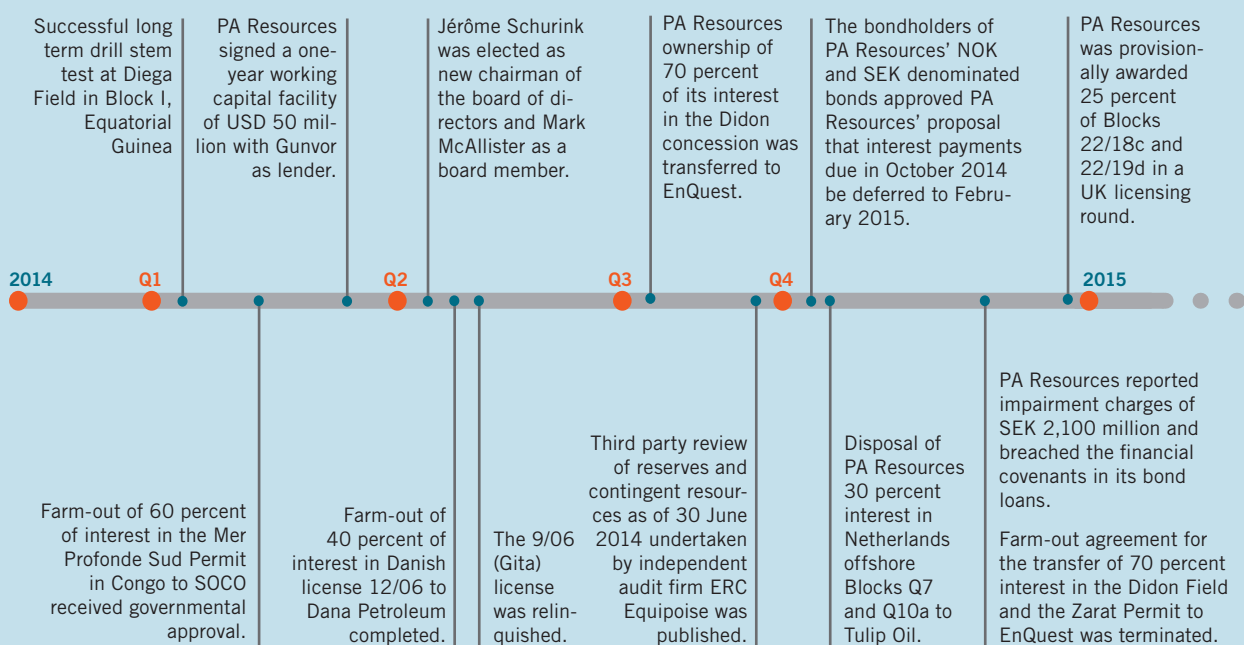 Successful long
term drill stem
test at Diega
Field in Block I,
Equatorial
Guinea
PA Resources
signed a one-
year working
capital facility
of USD 50 mil-
lion with Gunvor
as lender.
Jérôme Schurink
was elected as
new chairman of
the board of di-
rectors and Mark
McAllister as a
board member.
PA Resources
ownership of
70 percent
of its interest
in the Didon
concession was
transferred to
EnQuest.
The bondholders of
PA Resources' NOK
and SEK denominated
bonds approved PA
Resources' proposal
that interest payments
due in October 2014
be deferred to Febru-
ary 2015.
PA Resources
was provision-
ally awarded
25 percent
of Blocks
22/18c and
22/19d in a
UK licensing
round.
2014
Q1
Q2
Q3
Q4
2015
Farm-out of 60 percent
of interest in the Mer
Profonde Sud Permit
in Congo to SOCO
received governmental
approval.
Farm-out of
40 percent of
interest in Danish
license 12/06 to
Dana Petroleum
completed.
The 9/06
(Gita)
license
was relin-
quished.
Third party review
of reserves and
contingent resour-
ces as of 30 June
2014 undertaken
by independent
audit firm ERC
Equipoise was
published.
Disposal of
PA Resources
30 percent
interest in
Netherlands
offshore
Blocks Q7
and Q10a to
Tulip Oil.
PA Resources reported
impairment charges of
SEK 2,100 million and
breached the financial
covenants in its bond
loans.
Farm-out agreement for
the transfer of 70 percent
interest in the Didon Field
and the Zarat Permit to
EnQuest was terminated.